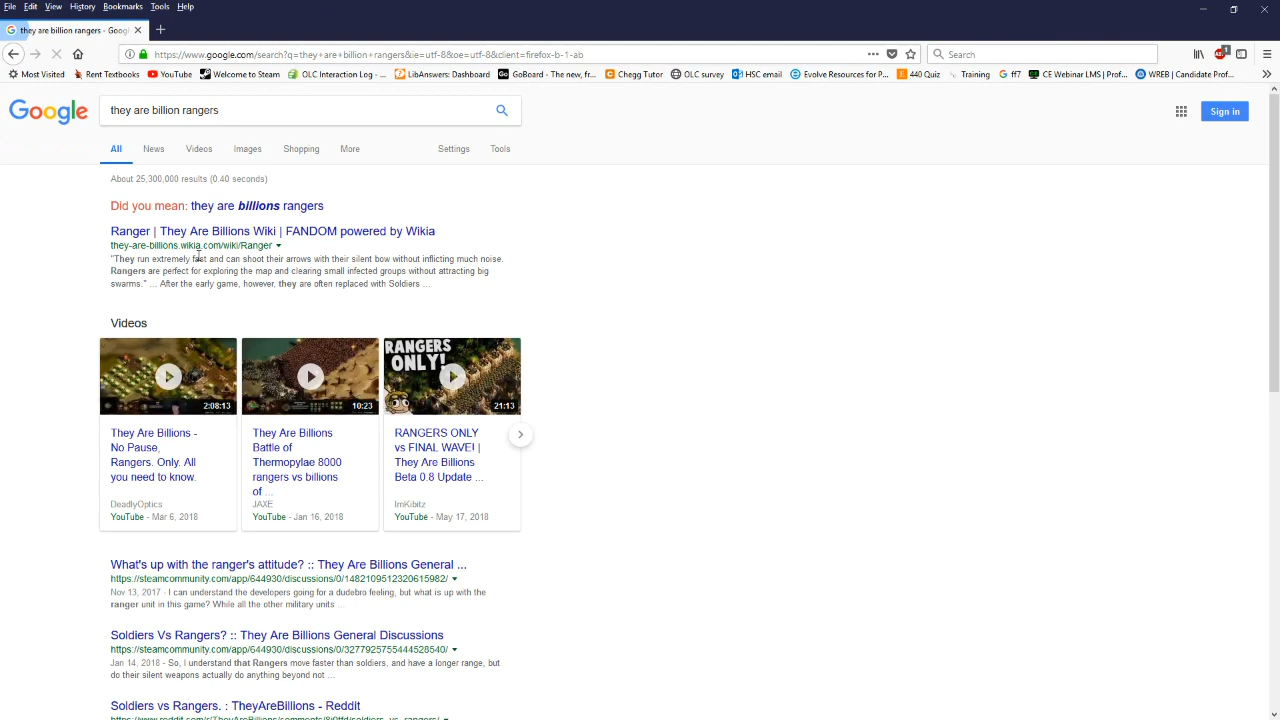 File Edit View History Bookmarks Tools Help
they are billion rangers - Googl
https://www.google.com/search?q=they+are+billion+rangers&ie=utf-8&oe=utf-8&client=firefox-b-1-ab
Search
1
Most Visited Rent Textbooks YouTube Welcome to Steam OLC Interaction Log -... LibAnswers: Dashboard GoBoard - The new, fr... Chegg Tutor OLC survey HSC email Evolve Resources for P... 440 Quiz Training ff7 CE Webinar LMS | Prof... WREB | Candidate Prof...
Google
they are billion rangers
Sign in
All News Videos Images Shopping More Settings Tools
About 25,300,000 results (0.40 seconds)
Did you mean: they are billions rangers
Ranger | They Are Billions Wiki | FANDOM powered by Wikia
they-are-billions.wikia.com/wiki/Ranger
"They run extremely fast and can shoot their arrows with their silent bow without inflicting much noise.
Rangers are perfect for exploring the map and clearing small infected groups without attracting big
swarms." ... After the early game, however, they are often replaced with Soldiers ...
Videos
2:08:13
They Are Billions -
No Pause,
Rangers. Only. All
you need to know.
DeadlyOptics
YouTube - Mar 6, 2018
10:23
They Are Billions
Battle of
Thermopylae 8000
rangers vs billions
of ...
JAXE
YouTube - Jan 16, 2018
RANGERS
ONLY!
21:13
RANGERS ONLY
vs FINAL WAVE! |
They Are Billions
Beta 0.8 Update ...
ImKibitz
YouTube - May 17, 2018
What's up with the ranger's attitude? :: They Are Billions General ...
https://steamcommunity.com/app/644930/discussions/0/1482109512320615982/
Nov 13, 2017 - I can understand the developers going for a dudebro feeling, but what is up with the
ranger unit in this game? While all the other military units ...
Soldiers Vs Rangers? :: They Are Billions General Discussions
https://steamcommunity.com/app/644930/discussions/0/3277925755444528540/
Jan 14, 2018 - So, I understand that Rangers move faster than soldiers, and have a longer range, but
do their silent weapons actually do anything beyond not ...
Soldiers vs Rangers. : TheyAreBillions - Reddit